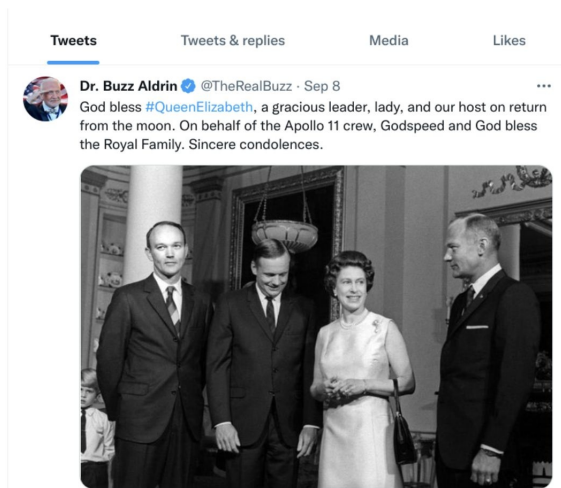 Tweets Tweets & replies Media Likes
Dr. Buzz Aldrin @TheRealBuzz · Sep 8
God bless #QueenElizabeth, a gracious leader, lady, and our host on return
from the moon. On behalf of the Apollo 11 crew, Godspeed and God bless
the Royal Family. Sincere condolences.